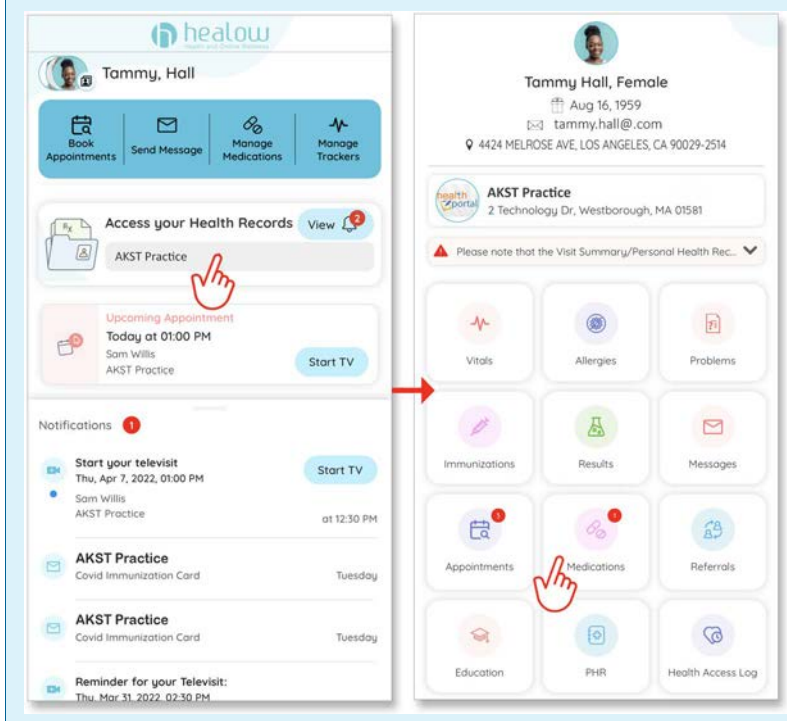 healow
Health and Online Wellness
Tammy, Hall
Book
Appointments
Send Message
Manage
Medications
Manage
Trackers
Access your Health Records
View
2
Rx
AKST Practice
Upcoming Appointment
Today at 01:00 PM
Sam Willis
AKST Practice
Start TV
Notifications 1
Start your televisit
Thu, Apr 7, 2022, 01:00 PM
Start TV
Sam Willis
AKST Practice
at 12:30 PM
AKST Practice
Covid Immunization Card
Tuesday
AKST Practice
Covid Immunization Card
Tuesday
Reminder for your Televisit:
Thu, Mar 31, 2022, 02:30 PM
Tammy Hall, Female
Aug 16, 1959
tammy.hall@.com
4424 MELROSE AVE, LOS ANGELES, CA 90029-2514
health
portal
AKST Practice
2 Technology Dr, Westborough, MA 01581
Please note that the Visit Summary/Personal Health Rec...
Vitals
Allergies
Problems
Immunizations
Results
Messages
Appointments
Medications
Referrals
Education
PHR
Health Access Log